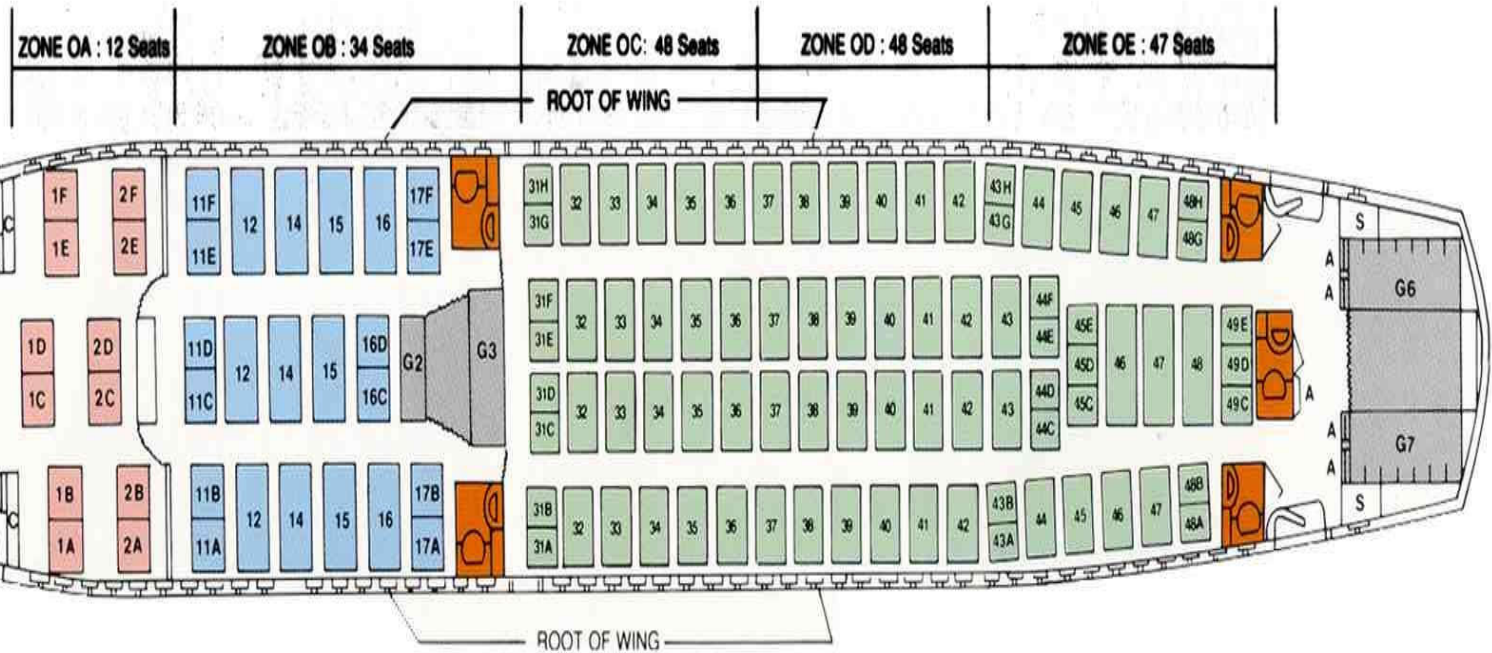 ZONE OA : 12 Seats ZONE OB : 34 Seats ZONE OC: 48 Seats ZONE OD : 48 Seats ZONE OE : 47 Seats
ROOT OF WING
1F 2F 11F 12 14 15 16 17F 31H 32 33 34 35 36 37 38 39 40 41 42 43H 44 45 46 47 48H
C 1E 2E 11E 17E 31G 43G 48G S
A
A G6
31F 32 33 34 35 36 37 38 39 40 41 42 43 44F
1D 2D 11D 12 14 15 16D G2 G3 31E 44E 45E 46 47 48 49E
45D 49D
1C 2C 11C 16C 31D 32 33 34 35 36 37 38 39 40 41 42 43 44D 45C 49C A
31C 44C A G7
A
1B 2B 11B 12 14 15 16 17B 31B 32 33 34 35 36 37 38 39 40 41 42 43B 44 45 46 47 48B S
C 1A 2A 11A 17A 31A 43A 48A
ROOT OF WING